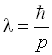 λ = ħ/p